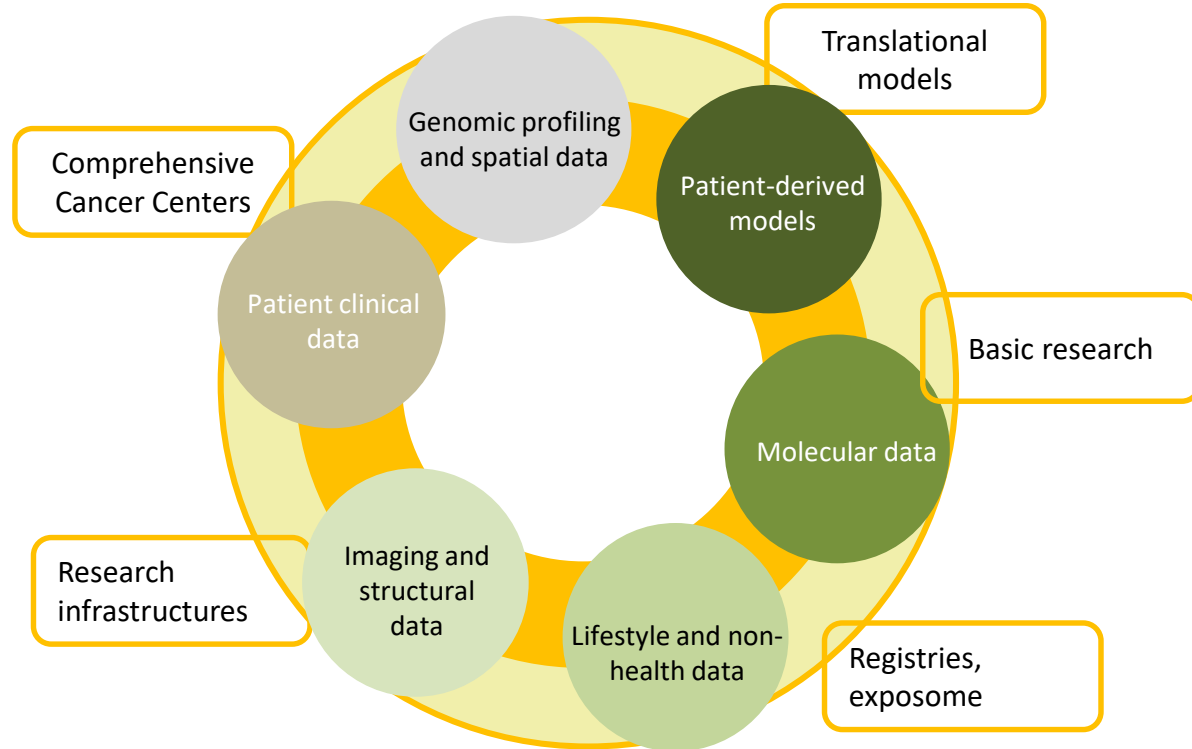 Translational
models
Genomic profiling
and spatial data
Comprehensive
Cancer Centers
Patient-derived
models
Patient clinical
data
Basic research
Molecular data
Imaging and
structural
data
Research
infrastructures
Lifestyle and non-
health data
Registries,
exposome